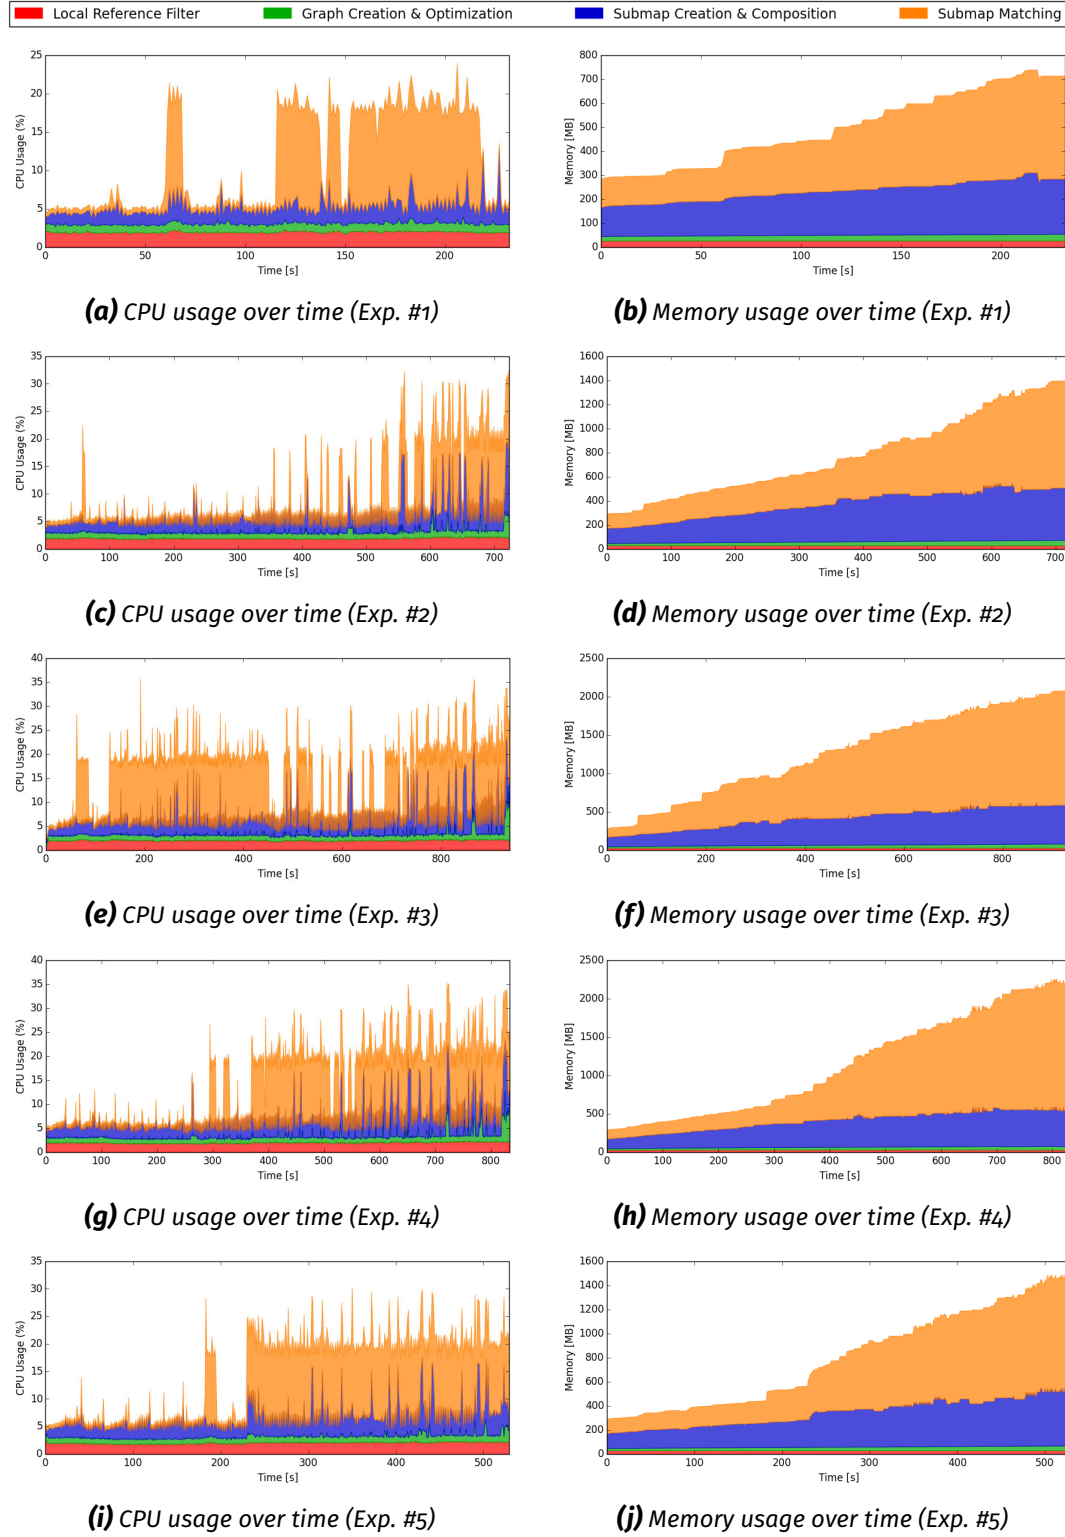 Local Reference Filter Graph Creation & Optimization Submap Creation & Composition Submap Matching
25
20
15
10
5
0
CPU Usage (%)
0 50 100 150 200
Time [s]
800
700
600
500
400
300
200
100
0
Memory [MB]
0 50 100 150 200
Time [s]
(a) CPU usage over time (Exp. #1)
(b) Memory usage over time (Exp. #1)
35
30
25
20
15
10
5
0
CPU Usage (%)
0 100 200 300 400 500 600 700
Time [s]
1600
1400
1200
1000
800
600
400
200
0
Memory [MB]
0 100 200 300 400 500 600 700
Time [s]
(c) CPU usage over time (Exp. #2)
(d) Memory usage over time (Exp. #2)
40
35
30
25
20
15
10
5
0
CPU Usage (%)
0 200 400 600 800
Time [s]
2500
2000
1500
1000
500
0
Memory [MB]
0 200 400 600 800
Time [s]
(e) CPU usage over time (Exp. #3)
(f) Memory usage over time (Exp. #3)
40
35
30
25
20
15
10
5
0
CPU Usage (%)
0 100 200 300 400 500 600 700 800
Time [s]
2500
2000
1500
1000
500
0
Memory [MB]
0 100 200 300 400 500 600 700 800
Time [s]
(g) CPU usage over time (Exp. #4)
(h) Memory usage over time (Exp. #4)
35
30
25
20
15
10
5
0
CPU Usage (%)
0 100 200 300 400 500
Time [s]
1600
1400
1200
1000
800
600
400
200
0
Memory [MB]
0 100 200 300 400 500
Time [s]
(i) CPU usage over time (Exp. #5)
(j) Memory usage over time (Exp. #5)